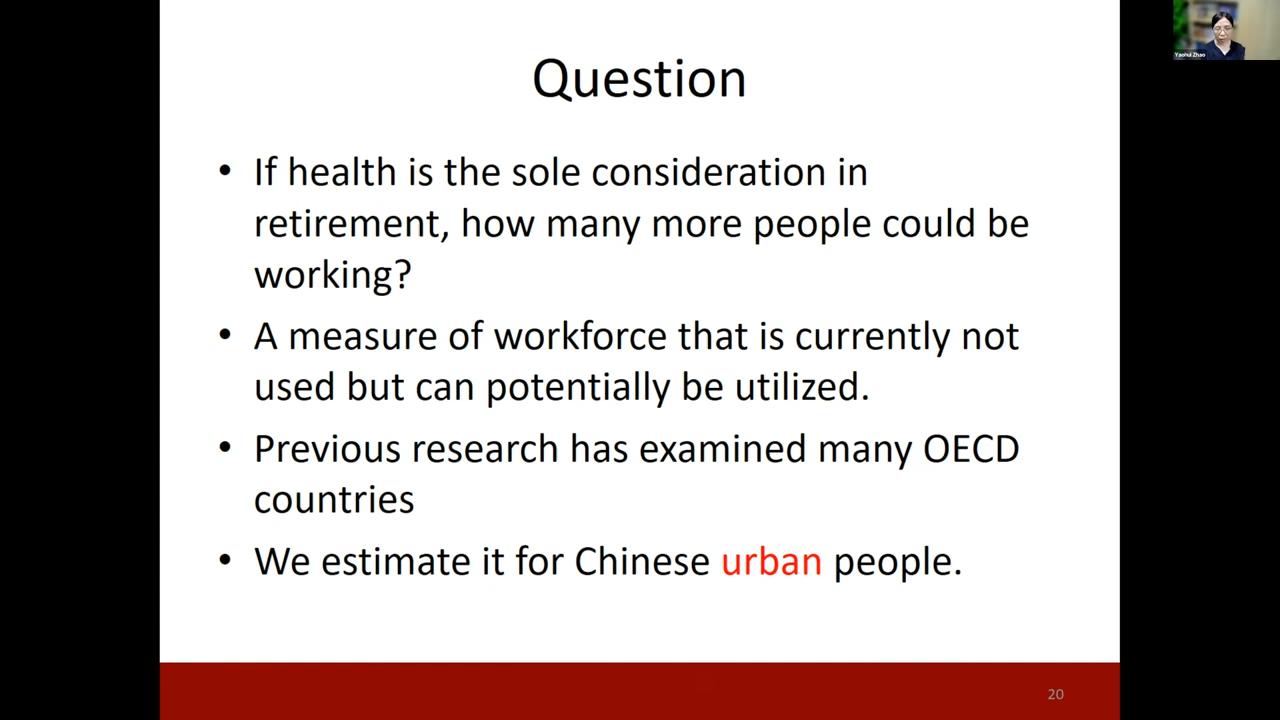 Question
• If health is the sole consideration in
retirement, how many more people could be
working?
• A measure of workforce that is currently not
used but can potentially be utilized.
• Previous research has examined many OECD
countries
• We estimate it for Chinese urban people.
20
Yaohui Zhao